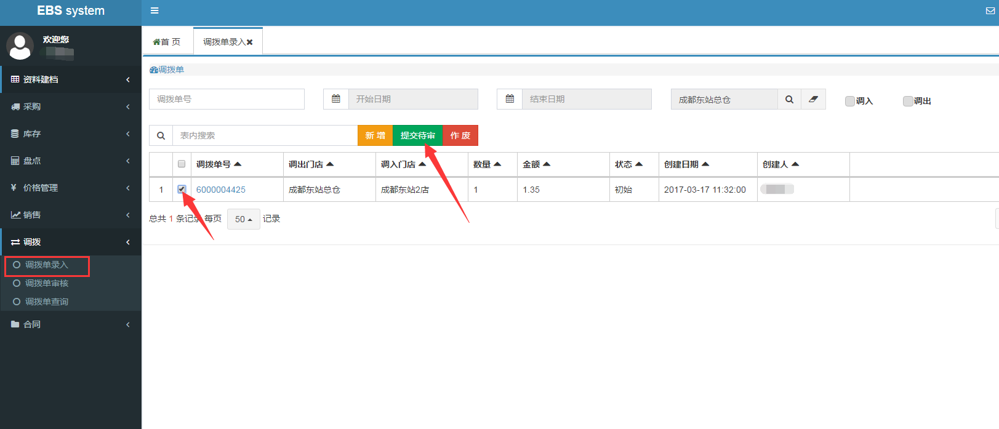 EBS system
欢迎您
资料建档
采购
库存
盘点
¥ 价格管理
销售
调拨
调拨单录入
调拨单审核
调拨单查询
合同
首 页
调拨单录入
调拨单
调拨单号
开始日期
结束日期
成都东站总仓
调入
调出
表内搜索
新 增
提交待审
作 废
调拨单号 调出门店 调入门店 数量 金额 状态 创建日期 创建人
1 6000004425 成都东站总仓 成都东站2店 1 1.35 初始 2017-03-17 11:32:00
总共 1 条记录 每页 50 记录